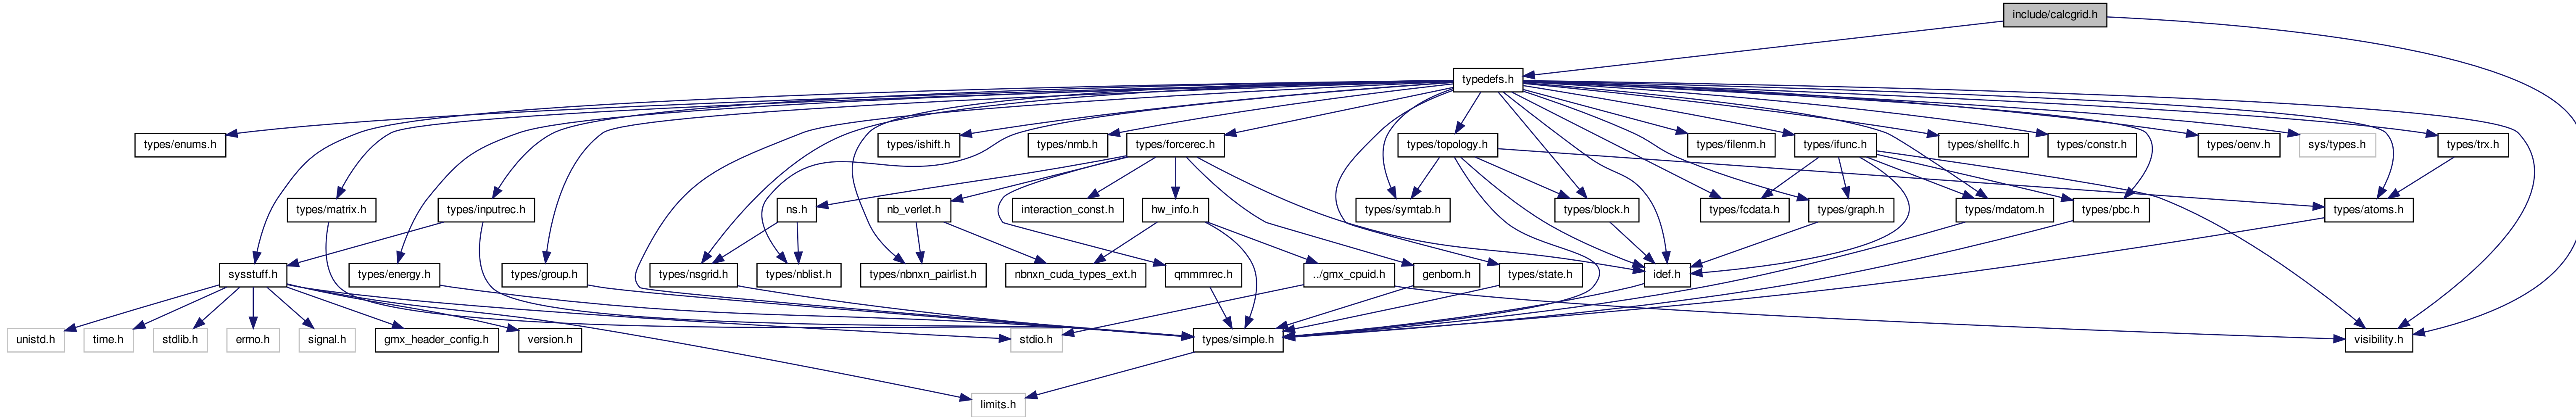 include/calcgrid.h
typedefs.h
types/enums.h
types/ishift.h
types/nrnb.h
types/forcerec.h
types/topology.h
types/filenm.h
types/ifunc.h
types/shellfc.h
types/constr.h
types/oenv.h
sys/types.h
types/trx.h
types/matrix.h
types/inputrec.h
ns.h
nb_verlet.h
interaction_const.h
hw_info.h
types/symtab.h
types/block.h
types/fcdata.h
types/graph.h
types/mdatom.h
types/pbc.h
types/atoms.h
sysstuff.h
types/energy.h
types/group.h
types/nsgrid.h
types/nblist.h
types/nbnxn_pairlist.h
nbnxn_cuda_types_ext.h
qmmmrec.h
../gmx_cpuid.h
genborn.h
types/state.h
idef.h
unistd.h
time.h
stdlib.h
errno.h
signal.h
gmx_header_config.h
version.h
stdio.h
types/simple.h
visibility.h
limits.h